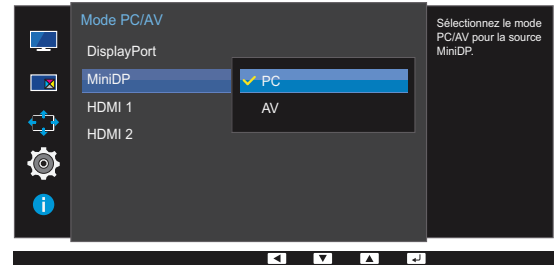 Mode PC/AV
DisplayPort
MiniDP
HDMI 1
HDMI 2
PC
AV
Sélectionnez le mode
PC/AV pour la source
MiniDP.